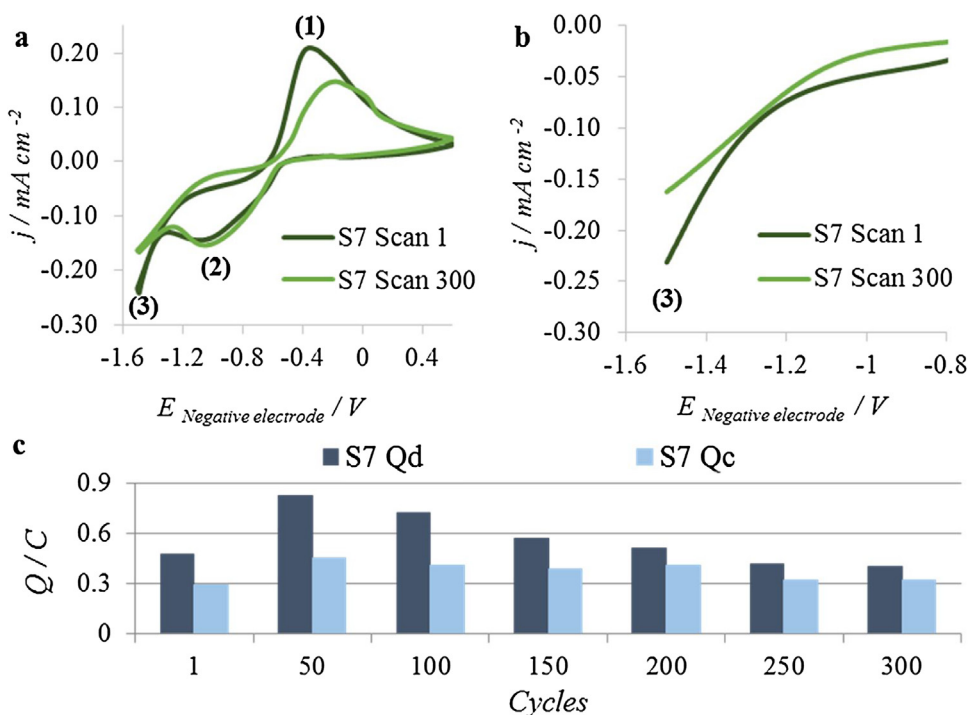 a
(1)
0.20
0.10
0.00
-0.10
-0.20
-0.30
j / mA cm -2
(2)
(3)
S7 Scan 1
S7 Scan 300
-1.6 -1.2 -0.8 -0.4 0 0.4
E Negative electrode / V
b
0.00
-0.05
-0.10
-0.15
-0.20
-0.25
-0.30
j / mA cm -2
S7 Scan 1
S7 Scan 300
(3)
-1.6 -1.4 -1.2 -1 -0.8
E Negative electrode / V
c
S7 Qd S7 Qc
0.9
0.6
0.3
0
Q / C
1 50 100 150 200 250 300
Cycles